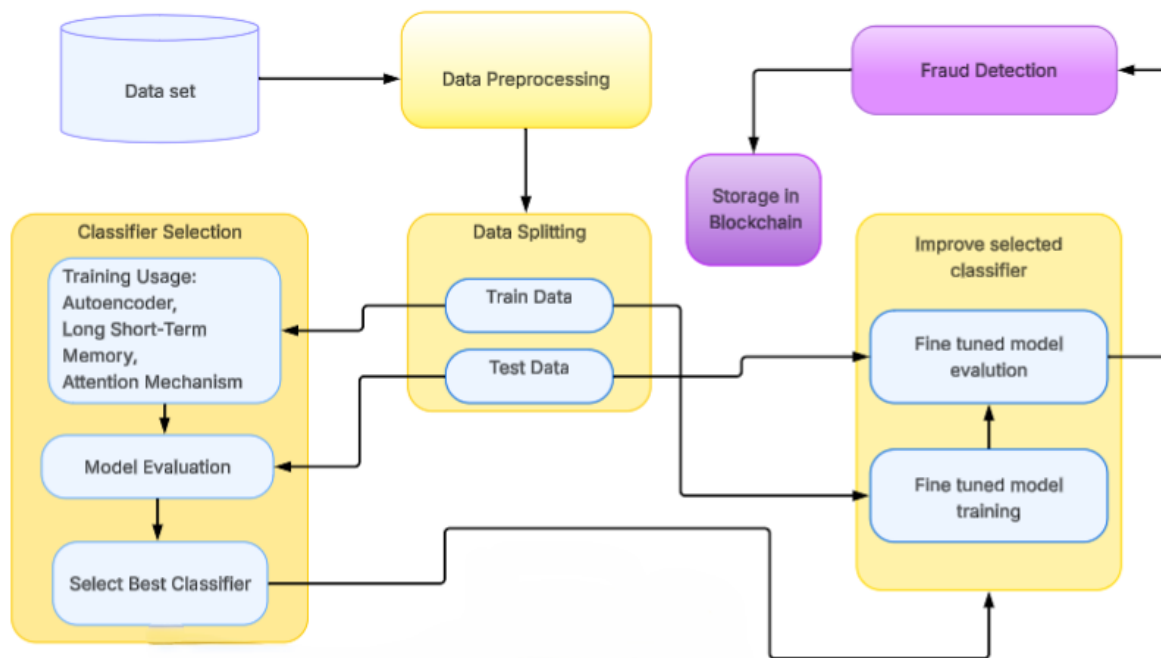 Data set
Data Preprocessing
Fraud Detection
Storage in
Blockchain
Classifier Selection
Training Usage:
Autoencoder,
Long Short-Term
Memory,
Attention Mechanism
Model Evaluation
Select Best Classifier
Data Splitting
Train Data
Test Data
Improve selected
classifier
Fine tuned model
evalution
Fine tuned model
training